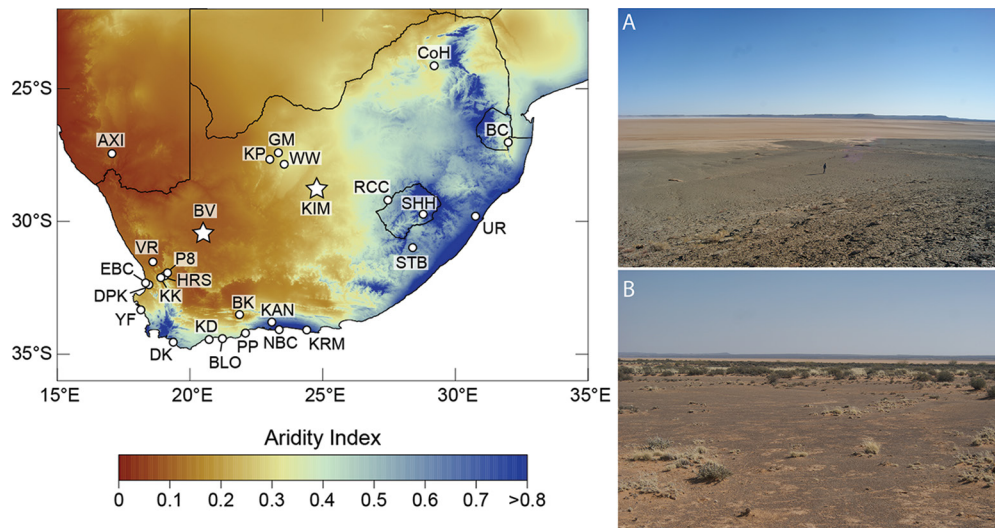 25°S
30°S
35°S
15°E
20°E
25°E
30°E
35°E
CoH
BC
AXI
GM
KP
WW
KIM
RCC
SHH
UR
STB
BV
VR
P8
EBC
HRS
DPK
KK
YF
BK
KAN
KD
DK
BLO
PP
NBC
KRM
Aridity Index
0
0.1
0.2
0.3
0.4
0.5
0.6
0.7
>0.8
A
B